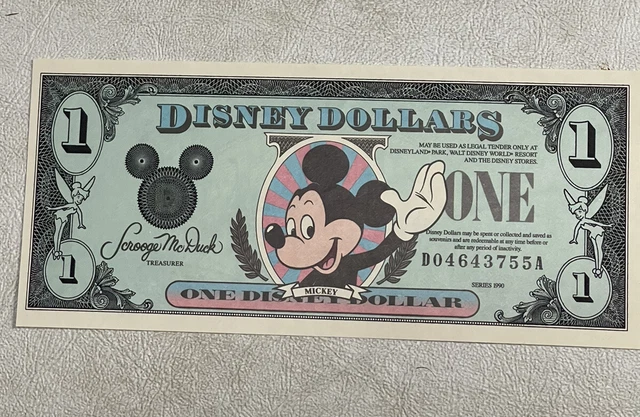 DISNEY DOLLARS
1
1
MAY BE USED AS LEGAL TENDER ONLY AT
DISNEYLAND® PARK, WALT DISNEY WORLD® RESORT
AND THE DISNEY STORES.
ONE
Disney Dollars may be spent or collected and saved as
souvenirs and are redeemable at any time before or
after any period of inactivity.
Scrooge McDuck
TREASURER
D04643755A
1
1
SERIES 1990
MICKEY
ONE DISNEY DOLLAR